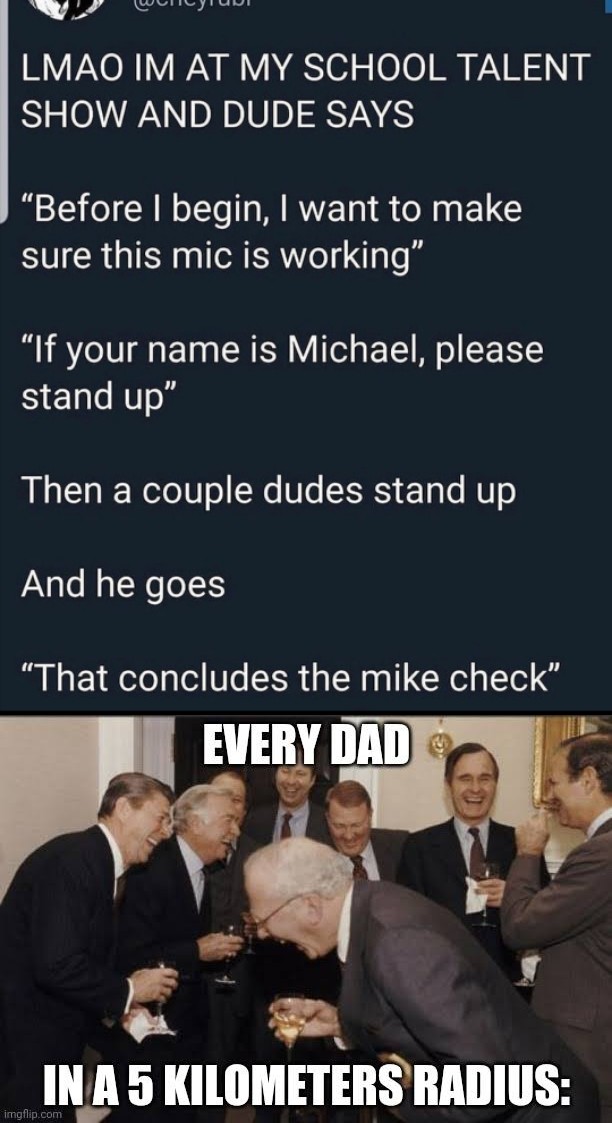 LMAO IM AT MY SCHOOL TALENT
SHOW AND DUDE SAYS
“Before I begin, I want to make
sure this mic is working”
“If your name is Michael, please
stand up”
Then a couple dudes stand up
And he goes
“That concludes the mike check”
EVERY DAD
IN A 5 KILOMETERS RADIUS:
imgflip.com